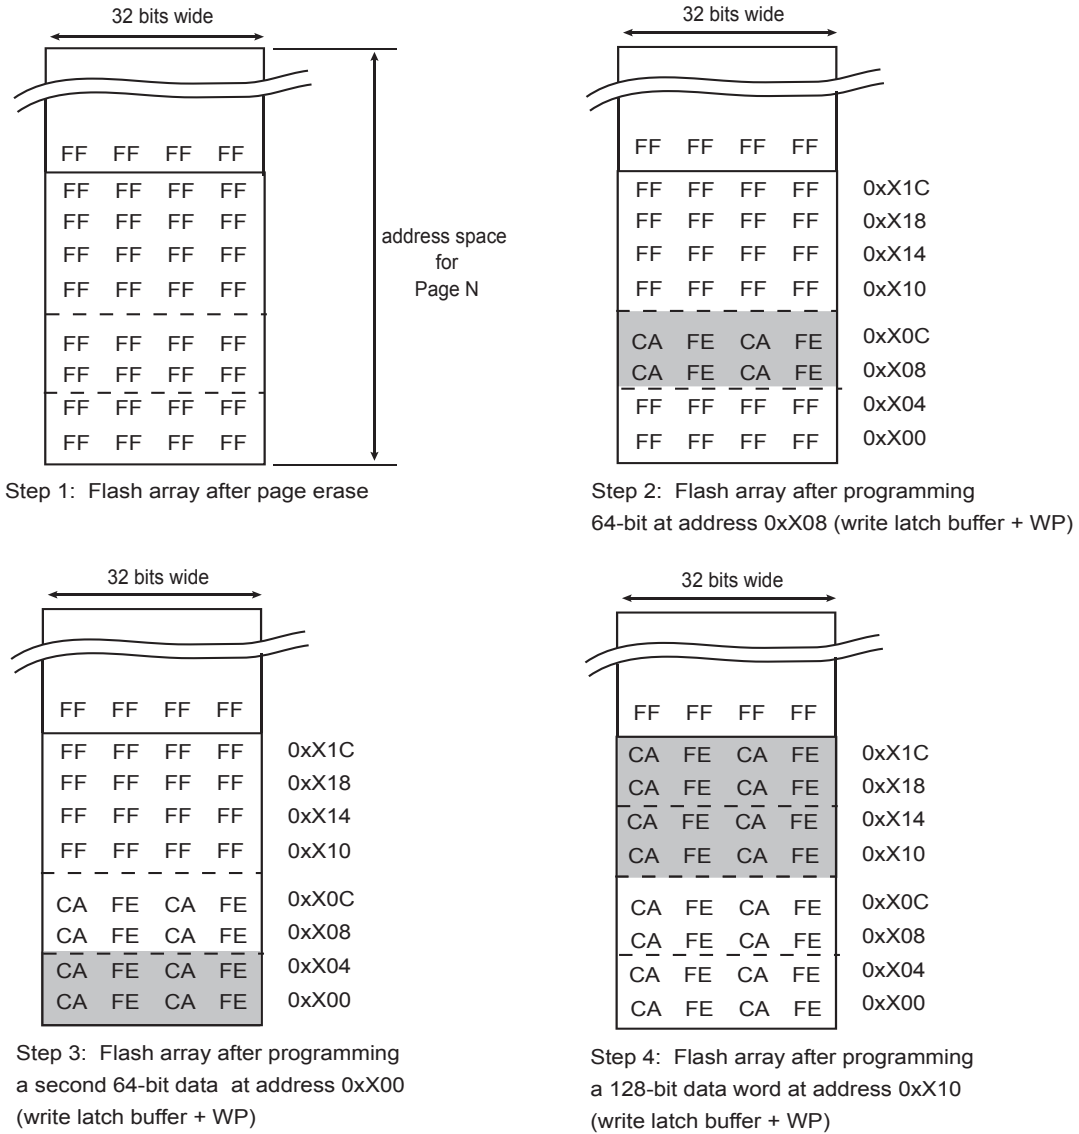 32 bits wide
FF FF FF FF
FF FF FF FF
FF FF FF FF
FF FF FF FF
FF FF FF FF
FF FF FF FF
FF FF FF FF
FF FF FF FF
FF FF FF FF
address space
for
Page N
Step 1: Flash array after page erase
32 bits wide
FF FF FF FF
FF FF FF FF 0xX1C
FF FF FF FF 0xX18
FF FF FF FF 0xX14
FF FF FF FF 0xX10
CA FE CA FE 0xX0C
CA FE CA FE 0xX08
FF FF FF FF 0xX04
FF FF FF FF 0xX00
Step 2: Flash array after programming
64-bit at address 0xX08 (write latch buffer + WP)
32 bits wide
FF FF FF FF
FF FF FF FF 0xX1C
FF FF FF FF 0xX18
FF FF FF FF 0xX14
FF FF FF FF 0xX10
CA FE CA FE 0xX0C
CA FE CA FE 0xX08
CA FE CA FE 0xX04
CA FE CA FE 0xX00
Step 3: Flash array after programming
a second 64-bit data at address 0xX00
(write latch buffer + WP)
32 bits wide
FF FF FF FF
CA FE CA FE 0xX1C
CA FE CA FE 0xX18
CA FE CA FE 0xX14
CA FE CA FE 0xX10
CA FE CA FE 0xX0C
CA FE CA FE 0xX08
CA FE CA FE 0xX04
CA FE CA FE 0xX00
Step 4: Flash array after programming
a 128-bit data word at address 0xX10
(write latch buffer + WP)